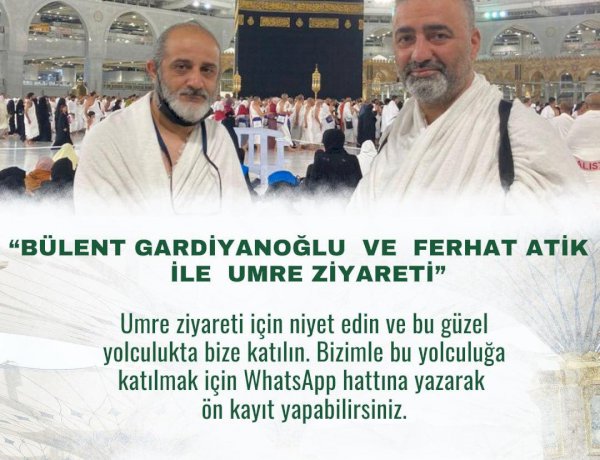 “BÜLENT GARDİYANOĞLU VE FERHAT ATİK
İLE UMRE ZİYARETİ”
Umre ziyareti için niyet edin ve bu güzel
yolculukta bize katılın. Bizimle bu yolculuğa
katılmak için WhatsApp hattına yazarak
ön kayıt yapabilirsiniz.